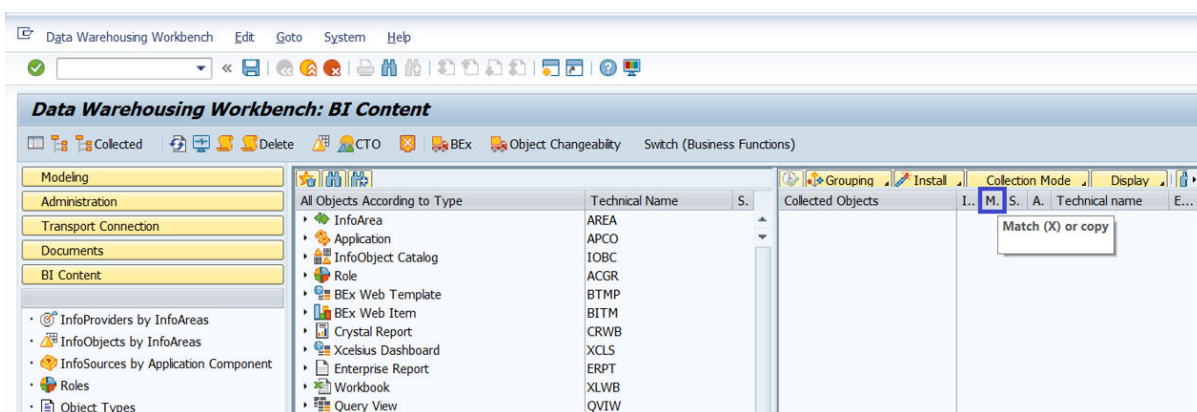 Data Warehousing Workbench Edit Goto System Help
Data Warehousing Workbench: BI Content
Collected Delete CTO BEx Object Changeability Switch (Business Functions)
Modeling
Administration
Transport Connection
Documents
BI Content
InfoProviders by InfoAreas
InfoObjects by InfoAreas
InfoSources by Application Component
Roles
Object Types
All Objects According to Type Technical Name S.
InfoArea AREA
Application APCO
InfoObject Catalog IOBC
Role ACGR
BEx Web Template BTMP
BEx Web Item BITM
Crystal Report CRWB
Xcelsius Dashboard XCLS
Enterprise Report ERPT
Workbook XLWB
Query View QVIW
Grouping Install Collection Mode Display
Collected Objects I.. M. S. A. Technical name E...
Match (X) or copy